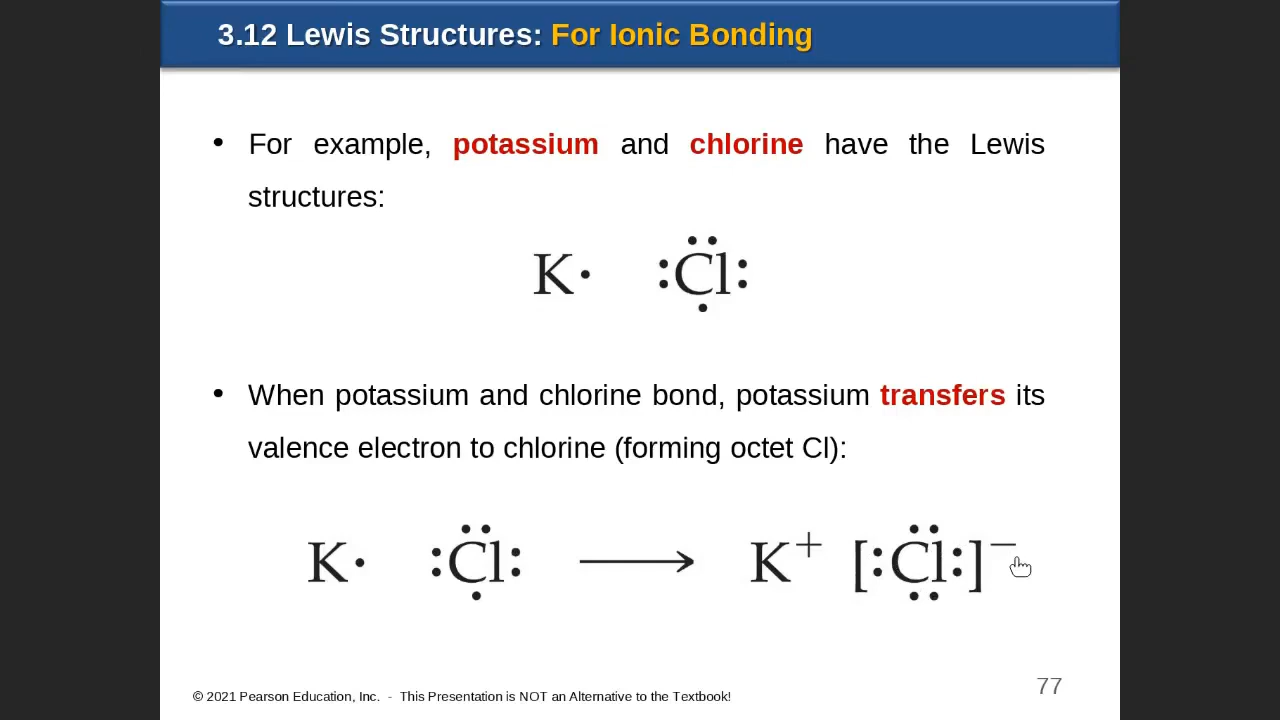 3.12 Lewis Structures: For Ionic Bonding
• For example, potassium and chlorine have the Lewis
structures:
K· :Cl:
• When potassium and chlorine bond, potassium transfers its
valence electron to chlorine (forming octet Cl):
K· :Cl: ⟶ K+ [:Cl:]−
© 2021 Pearson Education, Inc. - This Presentation is NOT an Alternative to the Textbook!
77